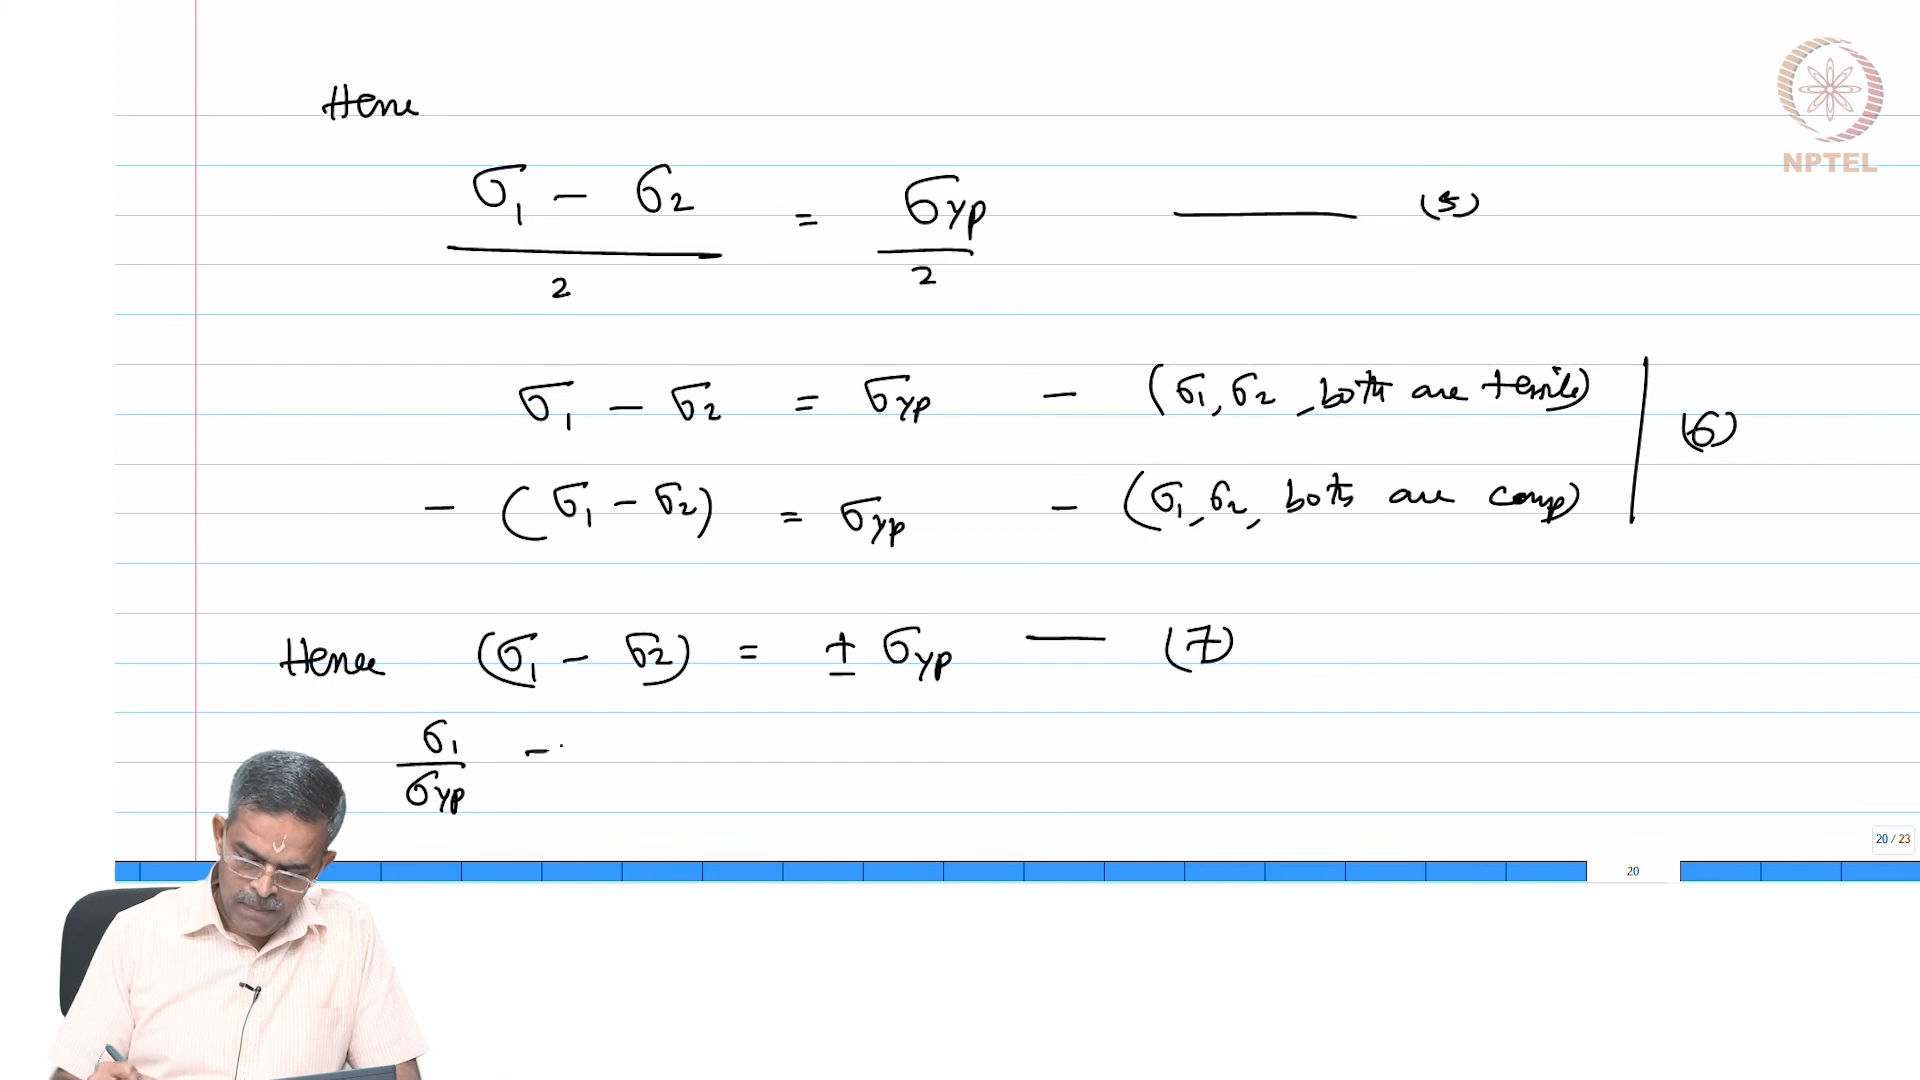 NPTEL
Hence
σ₁ - σ₂ / 2 = σyp / 2 — (5)
σ₁ - σ₂ = σyp - (σ₁, σ₂, both are tensile)
(6)
- (σ₁ - σ₂) = σyp - (σ₁, σ₂, both are comp)
Hence (σ₁ - σ₂) = ± σyp — (7)
σ₁ / σyp -
20 / 23
20